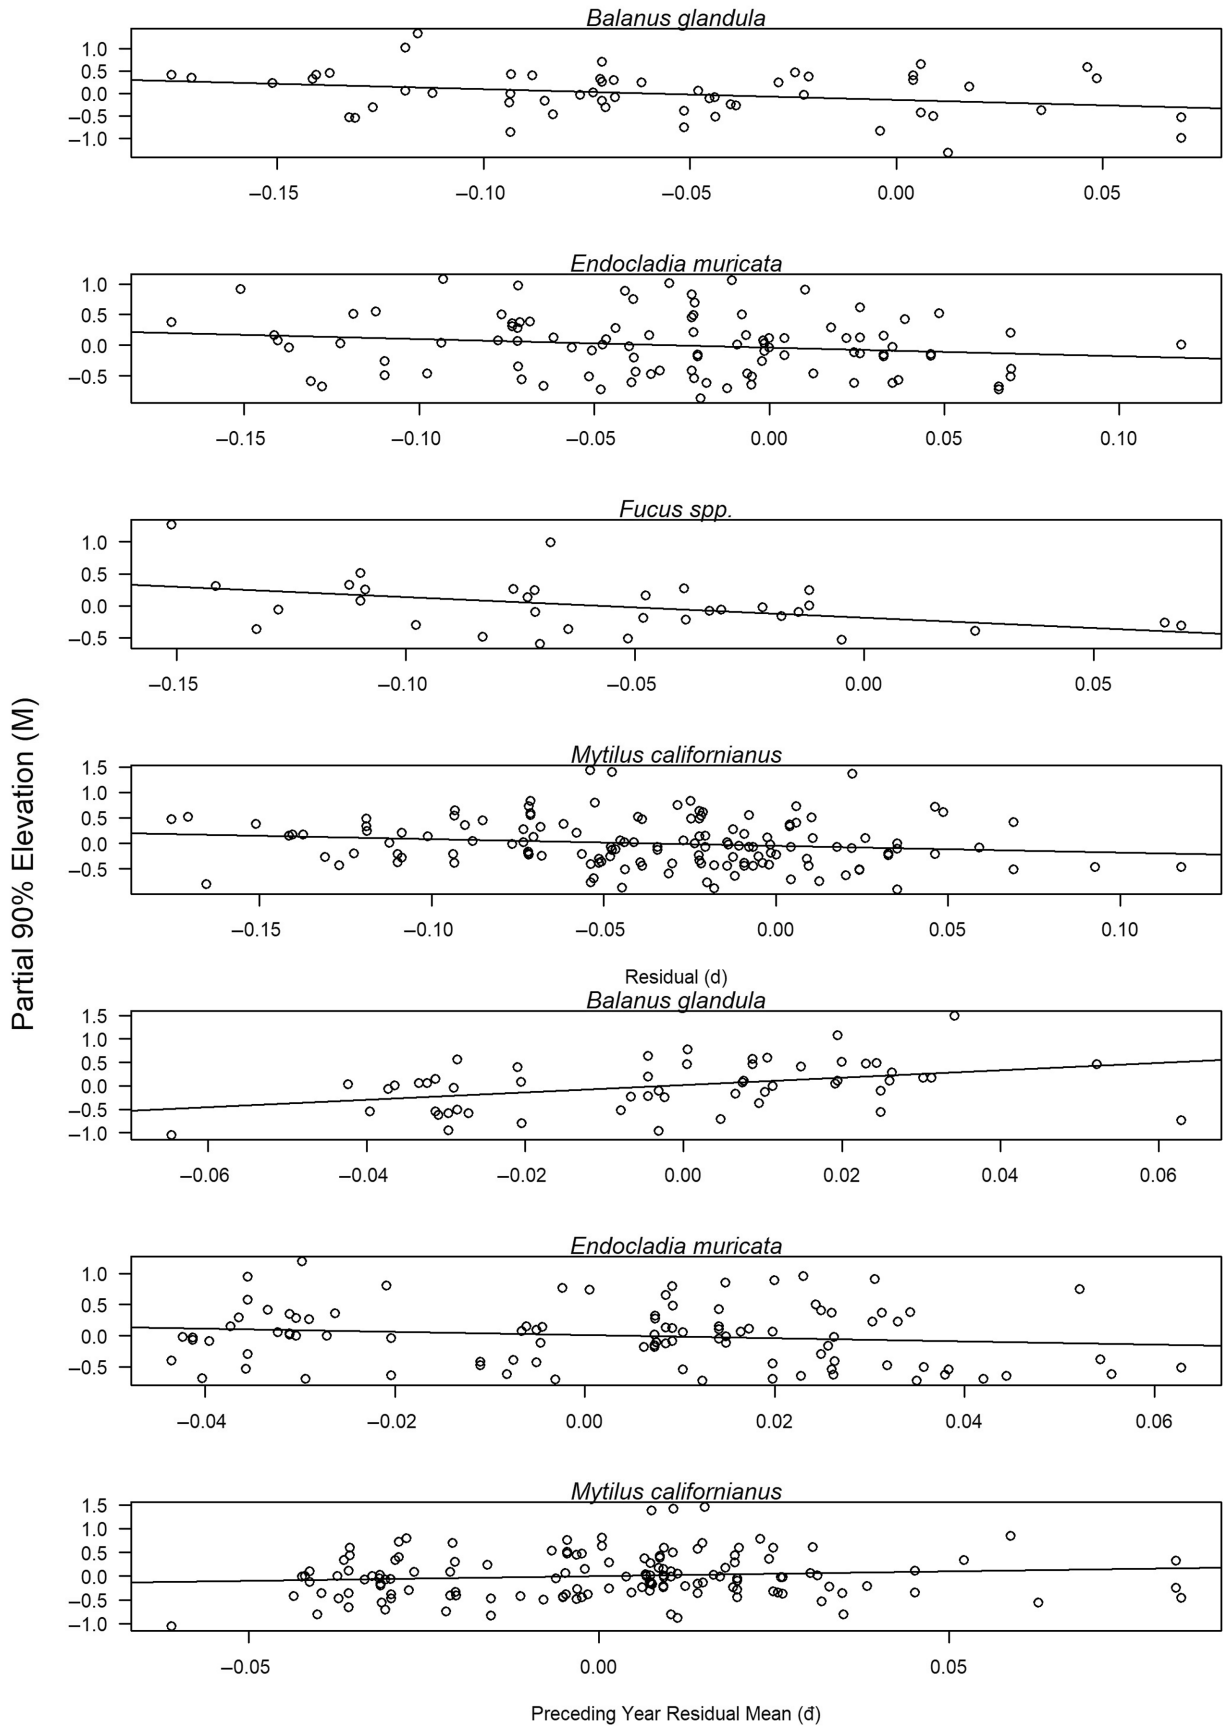 Partial 90% Elevation (M)
Balanus glandula
1.0
0.5
0.0
–0.5
–1.0
–0.15 –0.10 –0.05 0.00 0.05
Endocladia muricata
1.0
0.5
0.0
–0.5
–0.15 –0.10 –0.05 0.00 0.05 0.10
Fucus spp.
1.0
0.5
0.0
–0.5
–0.15 –0.10 –0.05 0.00 0.05
Mytilus californianus
1.5
1.0
0.5
0.0
–0.5
–0.15 –0.10 –0.05 0.00 0.05 0.10
Residual (d)
Balanus glandula
1.5
1.0
0.5
0.0
–0.5
–1.0
–0.06 –0.04 –0.02 0.00 0.02 0.04 0.06
Endocladia muricata
1.0
0.5
0.0
–0.5
–0.04 –0.02 0.00 0.02 0.04 0.06
Mytilus californianus
1.5
1.0
0.5
0.0
–0.5
–1.0
–0.05 0.00 0.05
Preceding Year Residual Mean (đ)